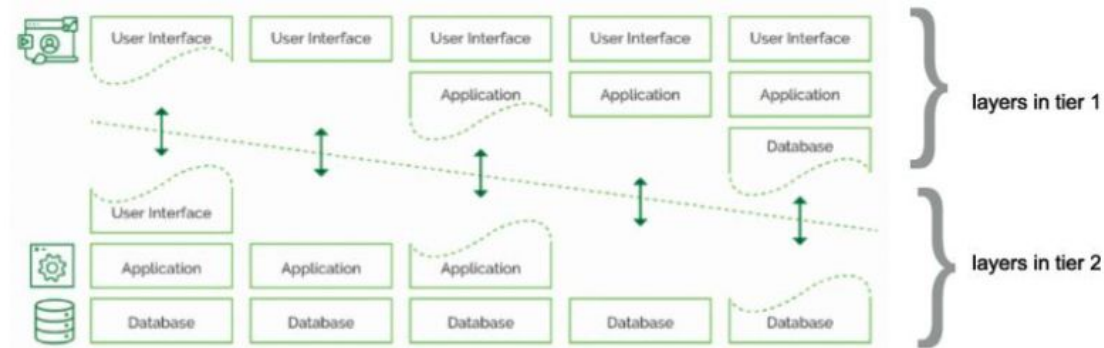 User Interface User Interface User Interface User Interface User Interface
Application Application Application
layers in tier 1
Database
User Interface
Application Application Application
layers in tier 2
Database Database Database Database Database